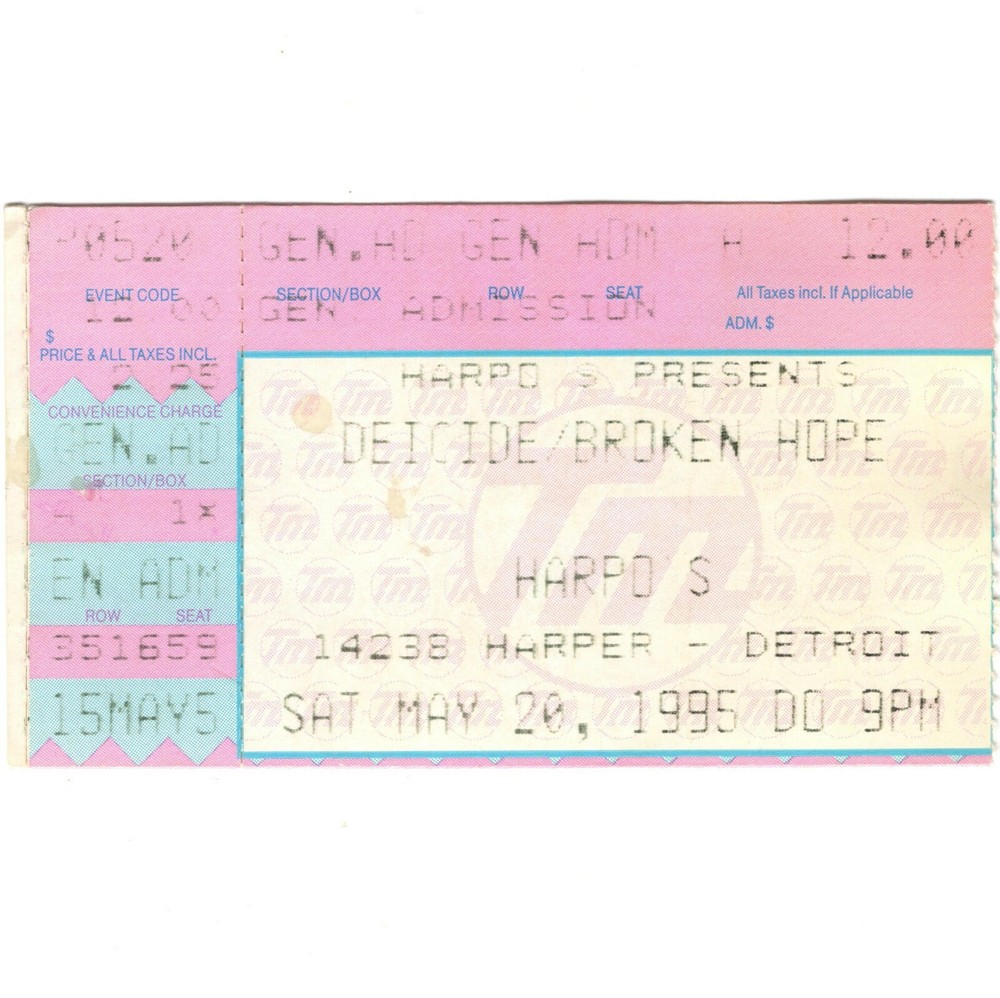 0520 GEN.AD GEN ADM A 12.00
EVENT CODE SECTION/BOX ROW SEAT All Taxes incl. If Applicable
12 00 GEN ADMISSION
$ ADM. $
PRICE & ALL TAXES INCL.
2 25 HARPO S PRESENTS
CONVENIENCE CHARGE
GEN.AD DEICIDE/BROKEN HOPE
SECTION/BOX
4 1x
EN ADM HARPO S
ROW SEAT
351659 14238 HARPER - DETROIT
15MAY5 SAT MAY 20, 1995 DO 9PM